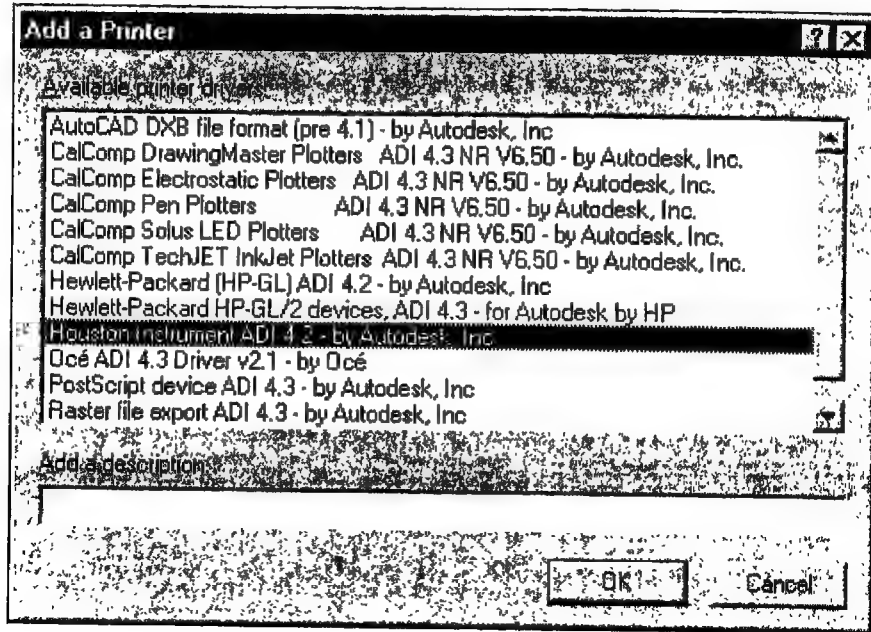 Add a Printer
Available printer drivers:
AutoCAD DXB file format (pre 4.1) - by Autodesk, Inc
CalComp DrawingMaster Plotters ADI 4.3 NR V6.50 - by Autodesk, Inc.
CalComp Electrostatic Plotters ADI 4.3 NR V6.50 - by Autodesk, Inc.
CalComp Pen Plotters ADI 4.3 NR V6.50 - by Autodesk, Inc.
CalComp Solus LED Plotters ADI 4.3 NR V6.50 - by Autodesk, Inc.
CalComp TechJET InkJet Plotters ADI 4.3 NR V6.50 - by Autodesk, Inc.
Hewlett-Packard (HP-GL) ADI 4.2 - by Autodesk, Inc
Hewlett-Packard HP-GL/2 devices, ADI 4.3 - for Autodesk by HP
Houston Instrument ADI 4.2 - by Autodesk, Inc
Océ ADI 4.3 Driver v2.1 - by Océ
PostScript device ADI 4.3 - by Autodesk, Inc
Raster file export ADI 4.3 - by Autodesk, Inc
Add a description:
OK Cancel